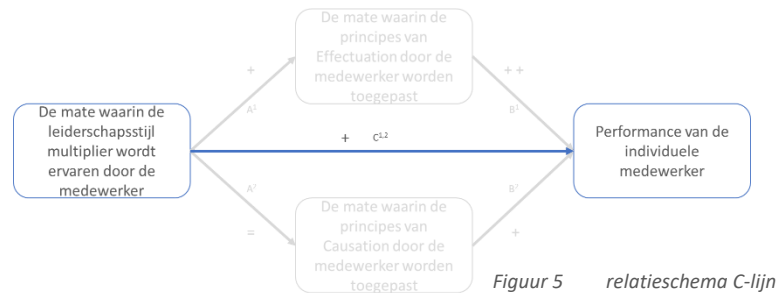 De mate waarin de
principes van
Effectuation door de
medewerker worden
toegepast
+
+ +
A¹
B¹
De mate waarin de
leiderschapsstijl
multiplier wordt
ervaren door de
medewerker
+ C¹,²
Performance van de
individuele
medewerker
A²
B²
=
+
De mate waarin de
principes van
Causation door de
medewerker worden
toegepast
Figuur 5 relatieschema C-lijn